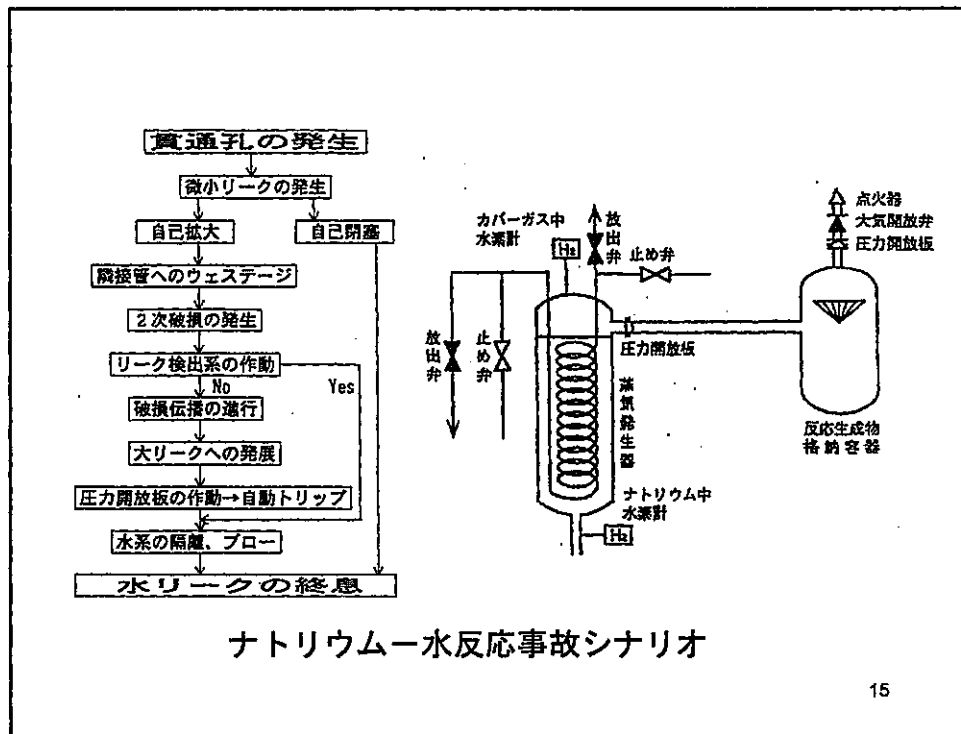 貫通孔の発生
微小リークの発生
自己拡大
自己閉塞
隣接管へのウェステージ
2次破損の発生
リーク検出系の作動
No
Yes
破損伝播の進行
大リークへの発展
圧力開放板の作動→自動トリップ
水系の隔離、ブロー
水リークの終息
カバーガス中
水素計
H₂
放出弁
止め弁
放出弁
止め弁
圧力開放板
蒸気発生器
ナトリウム中
水素計
H₂
点火器
大気開放弁
圧力開放板
反応生成物
格納容器
ナトリウムー水反応事故シナリオ
15